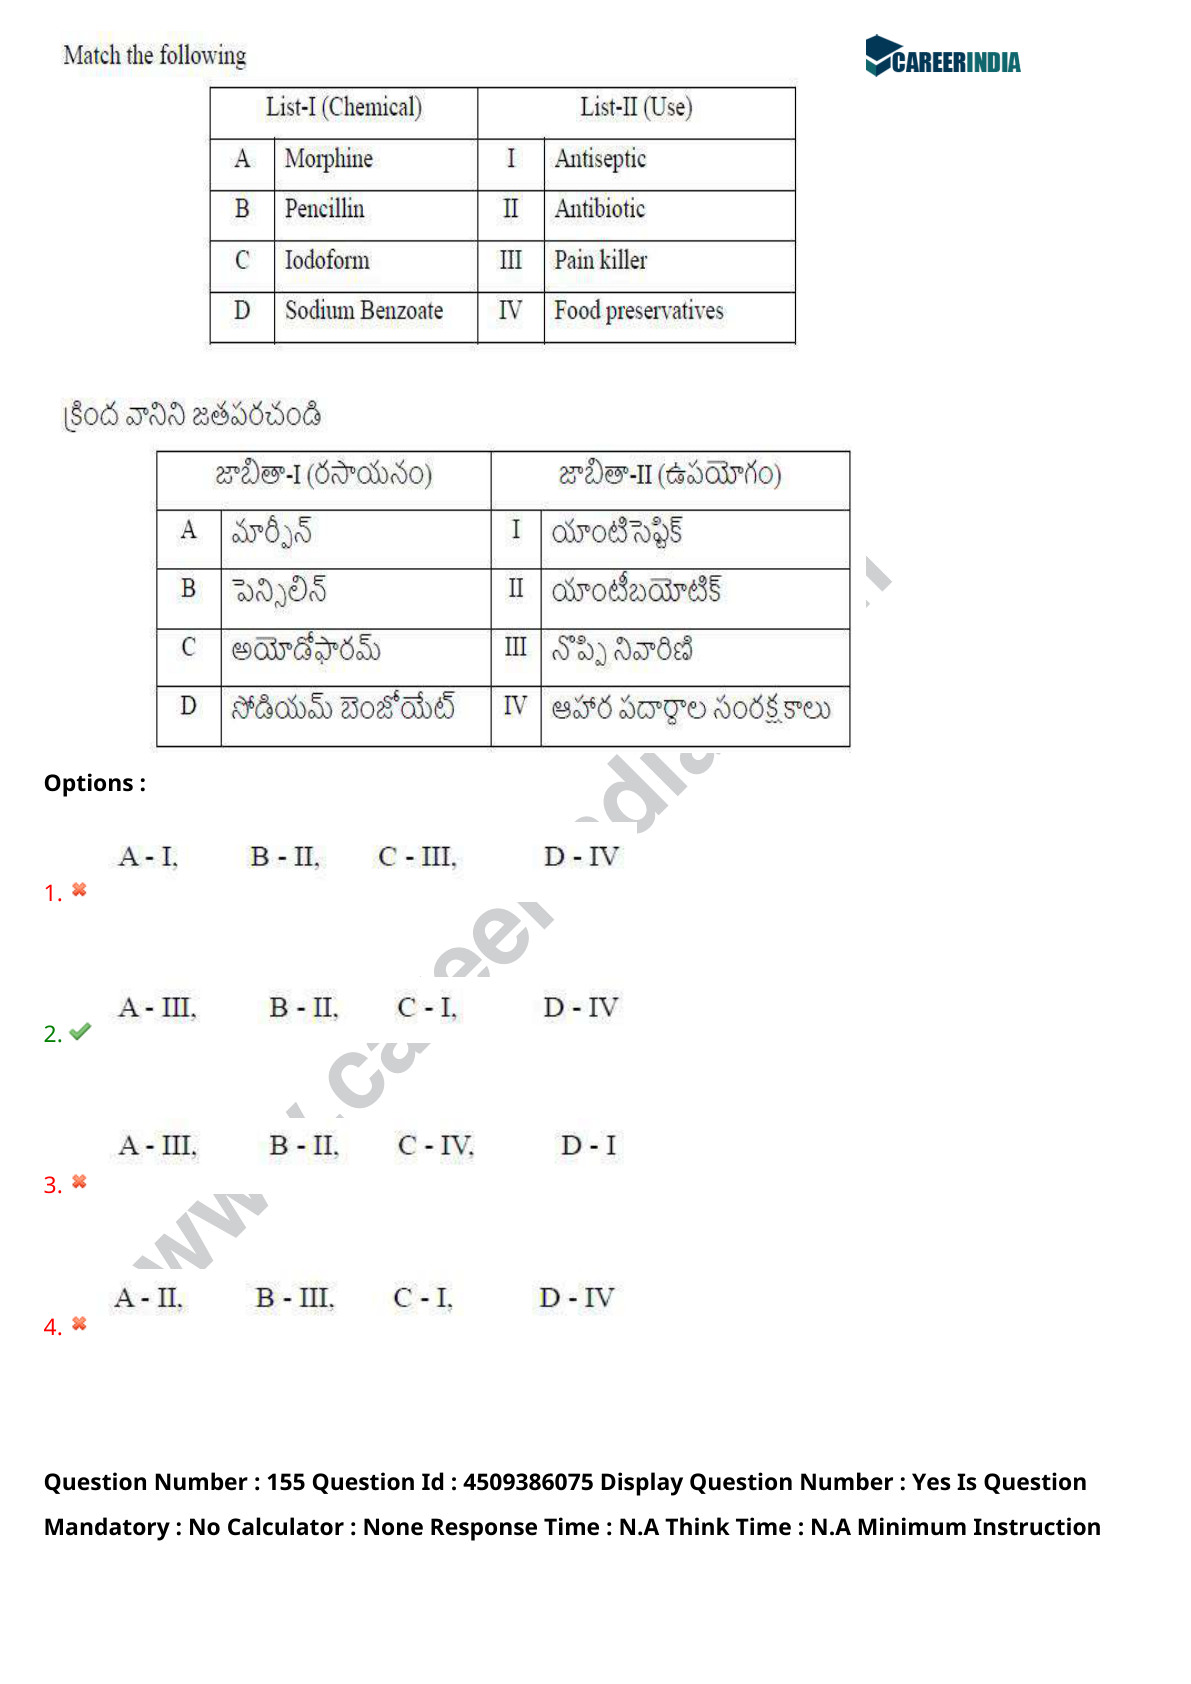 Match the following
CAREERINDIA
List-I (Chemical) List-II (Use)
A Morphine I Antiseptic
B Pencillin II Antibiotic
C Iodoform III Pain killer
D Sodium Benzoate IV Food preservatives
క్రింద వానిని జతపరచండి
జాబితా-I (రసాయనం) జాబితా-II (ఉపయోగం)
A మార్ఫీన్ I యాంటిసెప్టిక్
B పెన్సిలిన్ II యాంటీబయోటిక్
C అయోడోఫారమ్ III నొప్పి నివారిణి
D సోడియమ్ బెంజోయేట్ IV ఆహార పదార్థాల సంరక్షకాలు
Options :
A - I, B - II, C - III, D - IV
1.
A - III, B - II, C - I, D - IV
2.
A - III, B - II, C - IV, D - I
3.
A - II, B - III, C - I, D - IV
4.
Question Number : 155 Question Id : 4509386075 Display Question Number : Yes Is Question
Mandatory : No Calculator : None Response Time : N.A Think Time : N.A Minimum Instruction